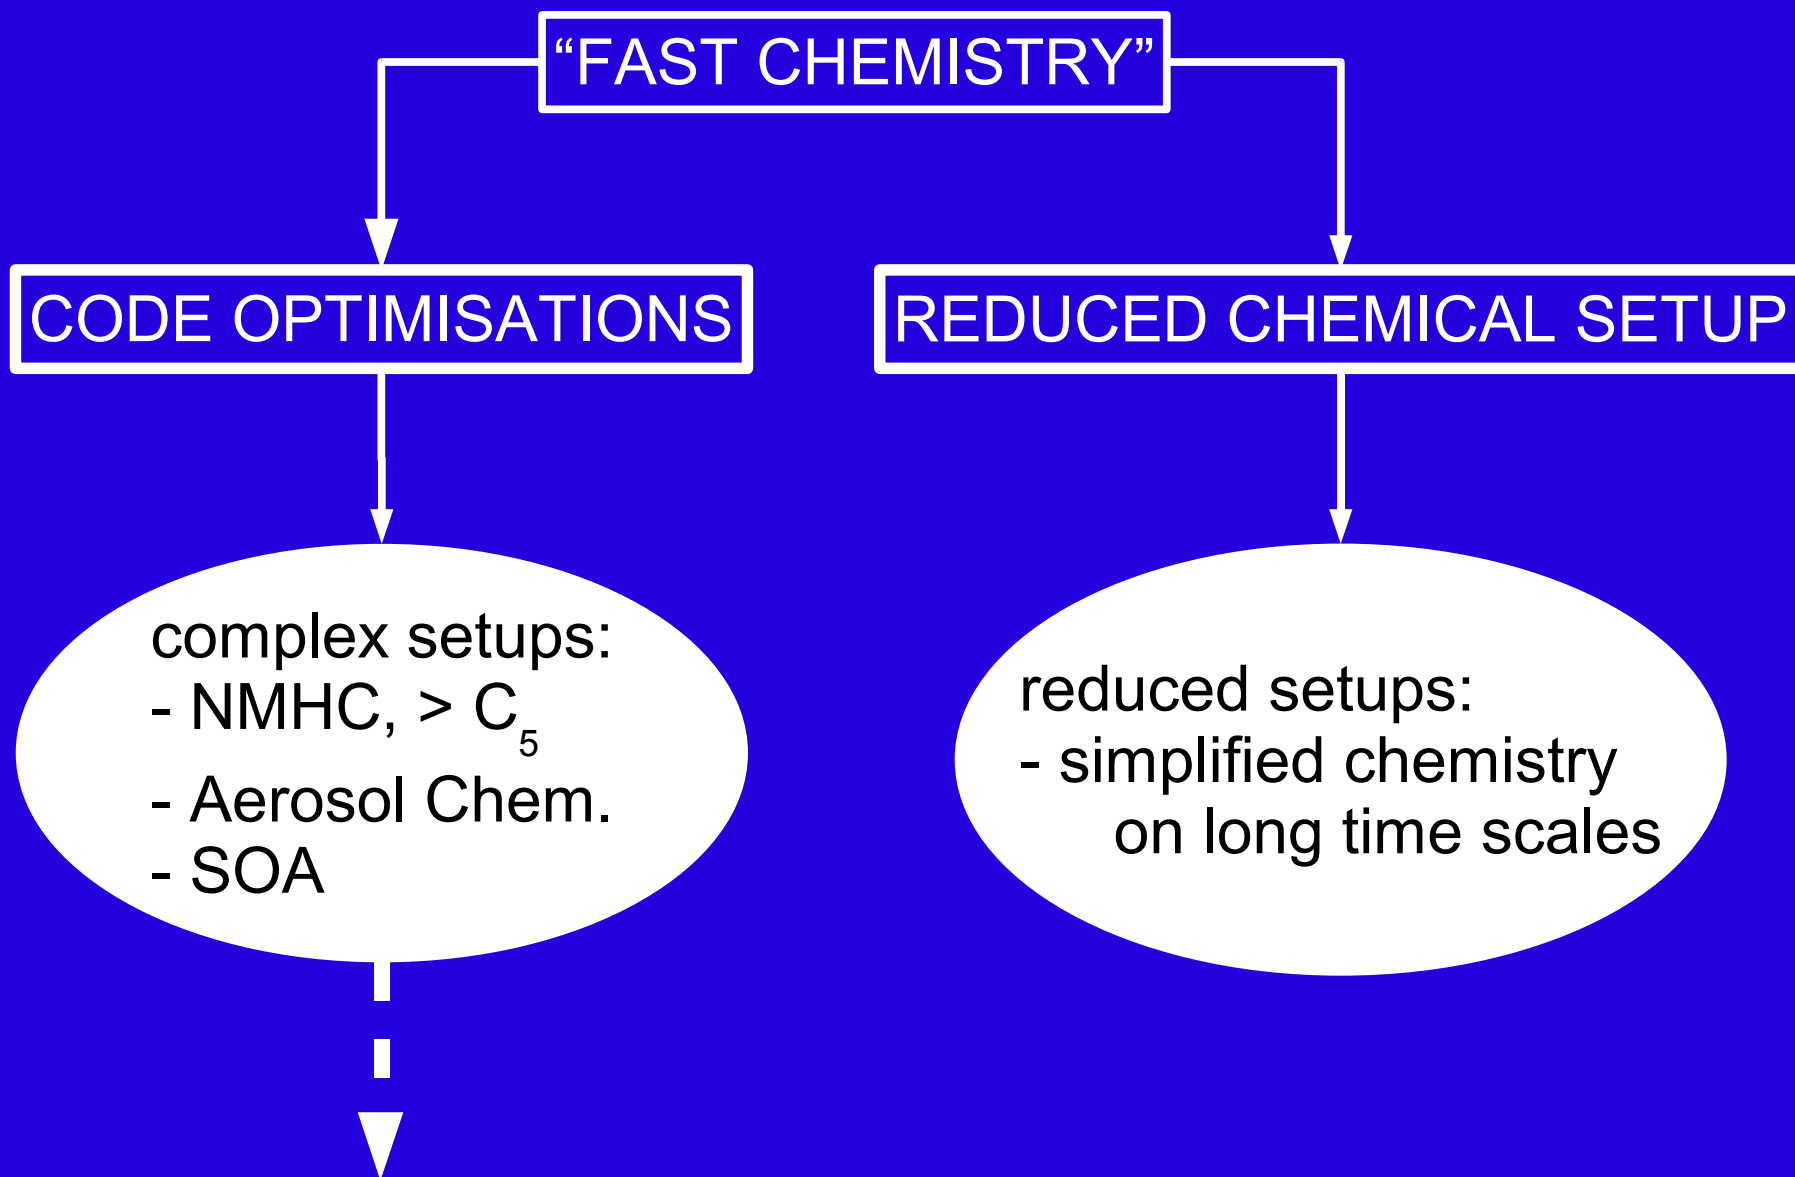 “FAST CHEMISTRY”
CODE OPTIMISATIONS
REDUCED CHEMICAL SETUP
complex setups:
- NMHC, > C₅
- Aerosol Chem.
- SOA
reduced setups:
- simplified chemistry
on long time scales